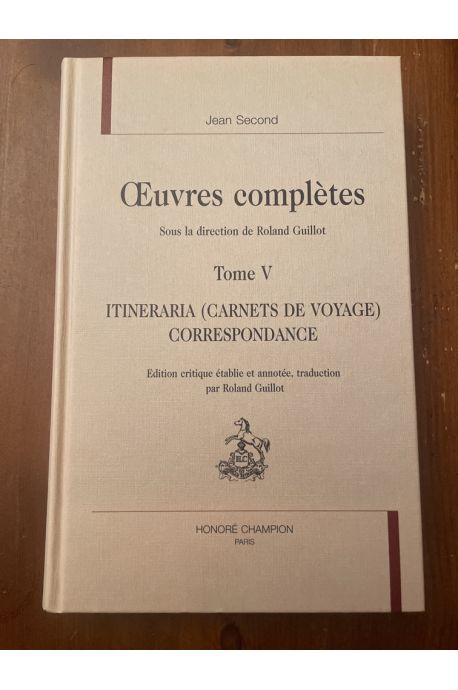 Jean Second
Œuvres complètes
Sous la direction de Roland Guillot
Tome V
ITINERARIA (CARNETS DE VOYAGE)
CORRESPONDANCE
Edition critique établie et annotée, traduction
par Roland Guillot
HONORÉ CHAMPION
PARIS